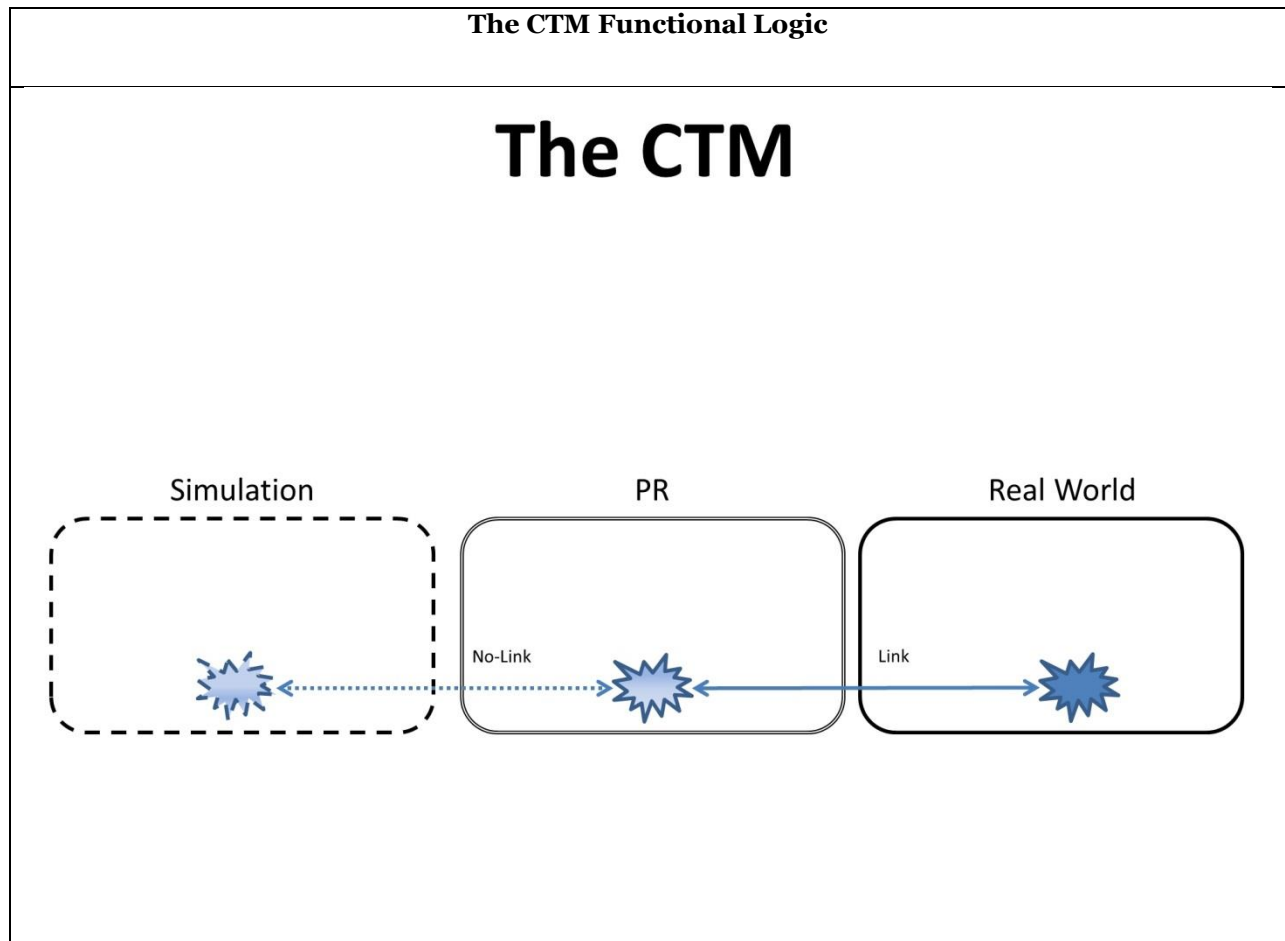 The CTM Functional Logic
The CTM
Simulation
PR
Real World
No-Link
Link